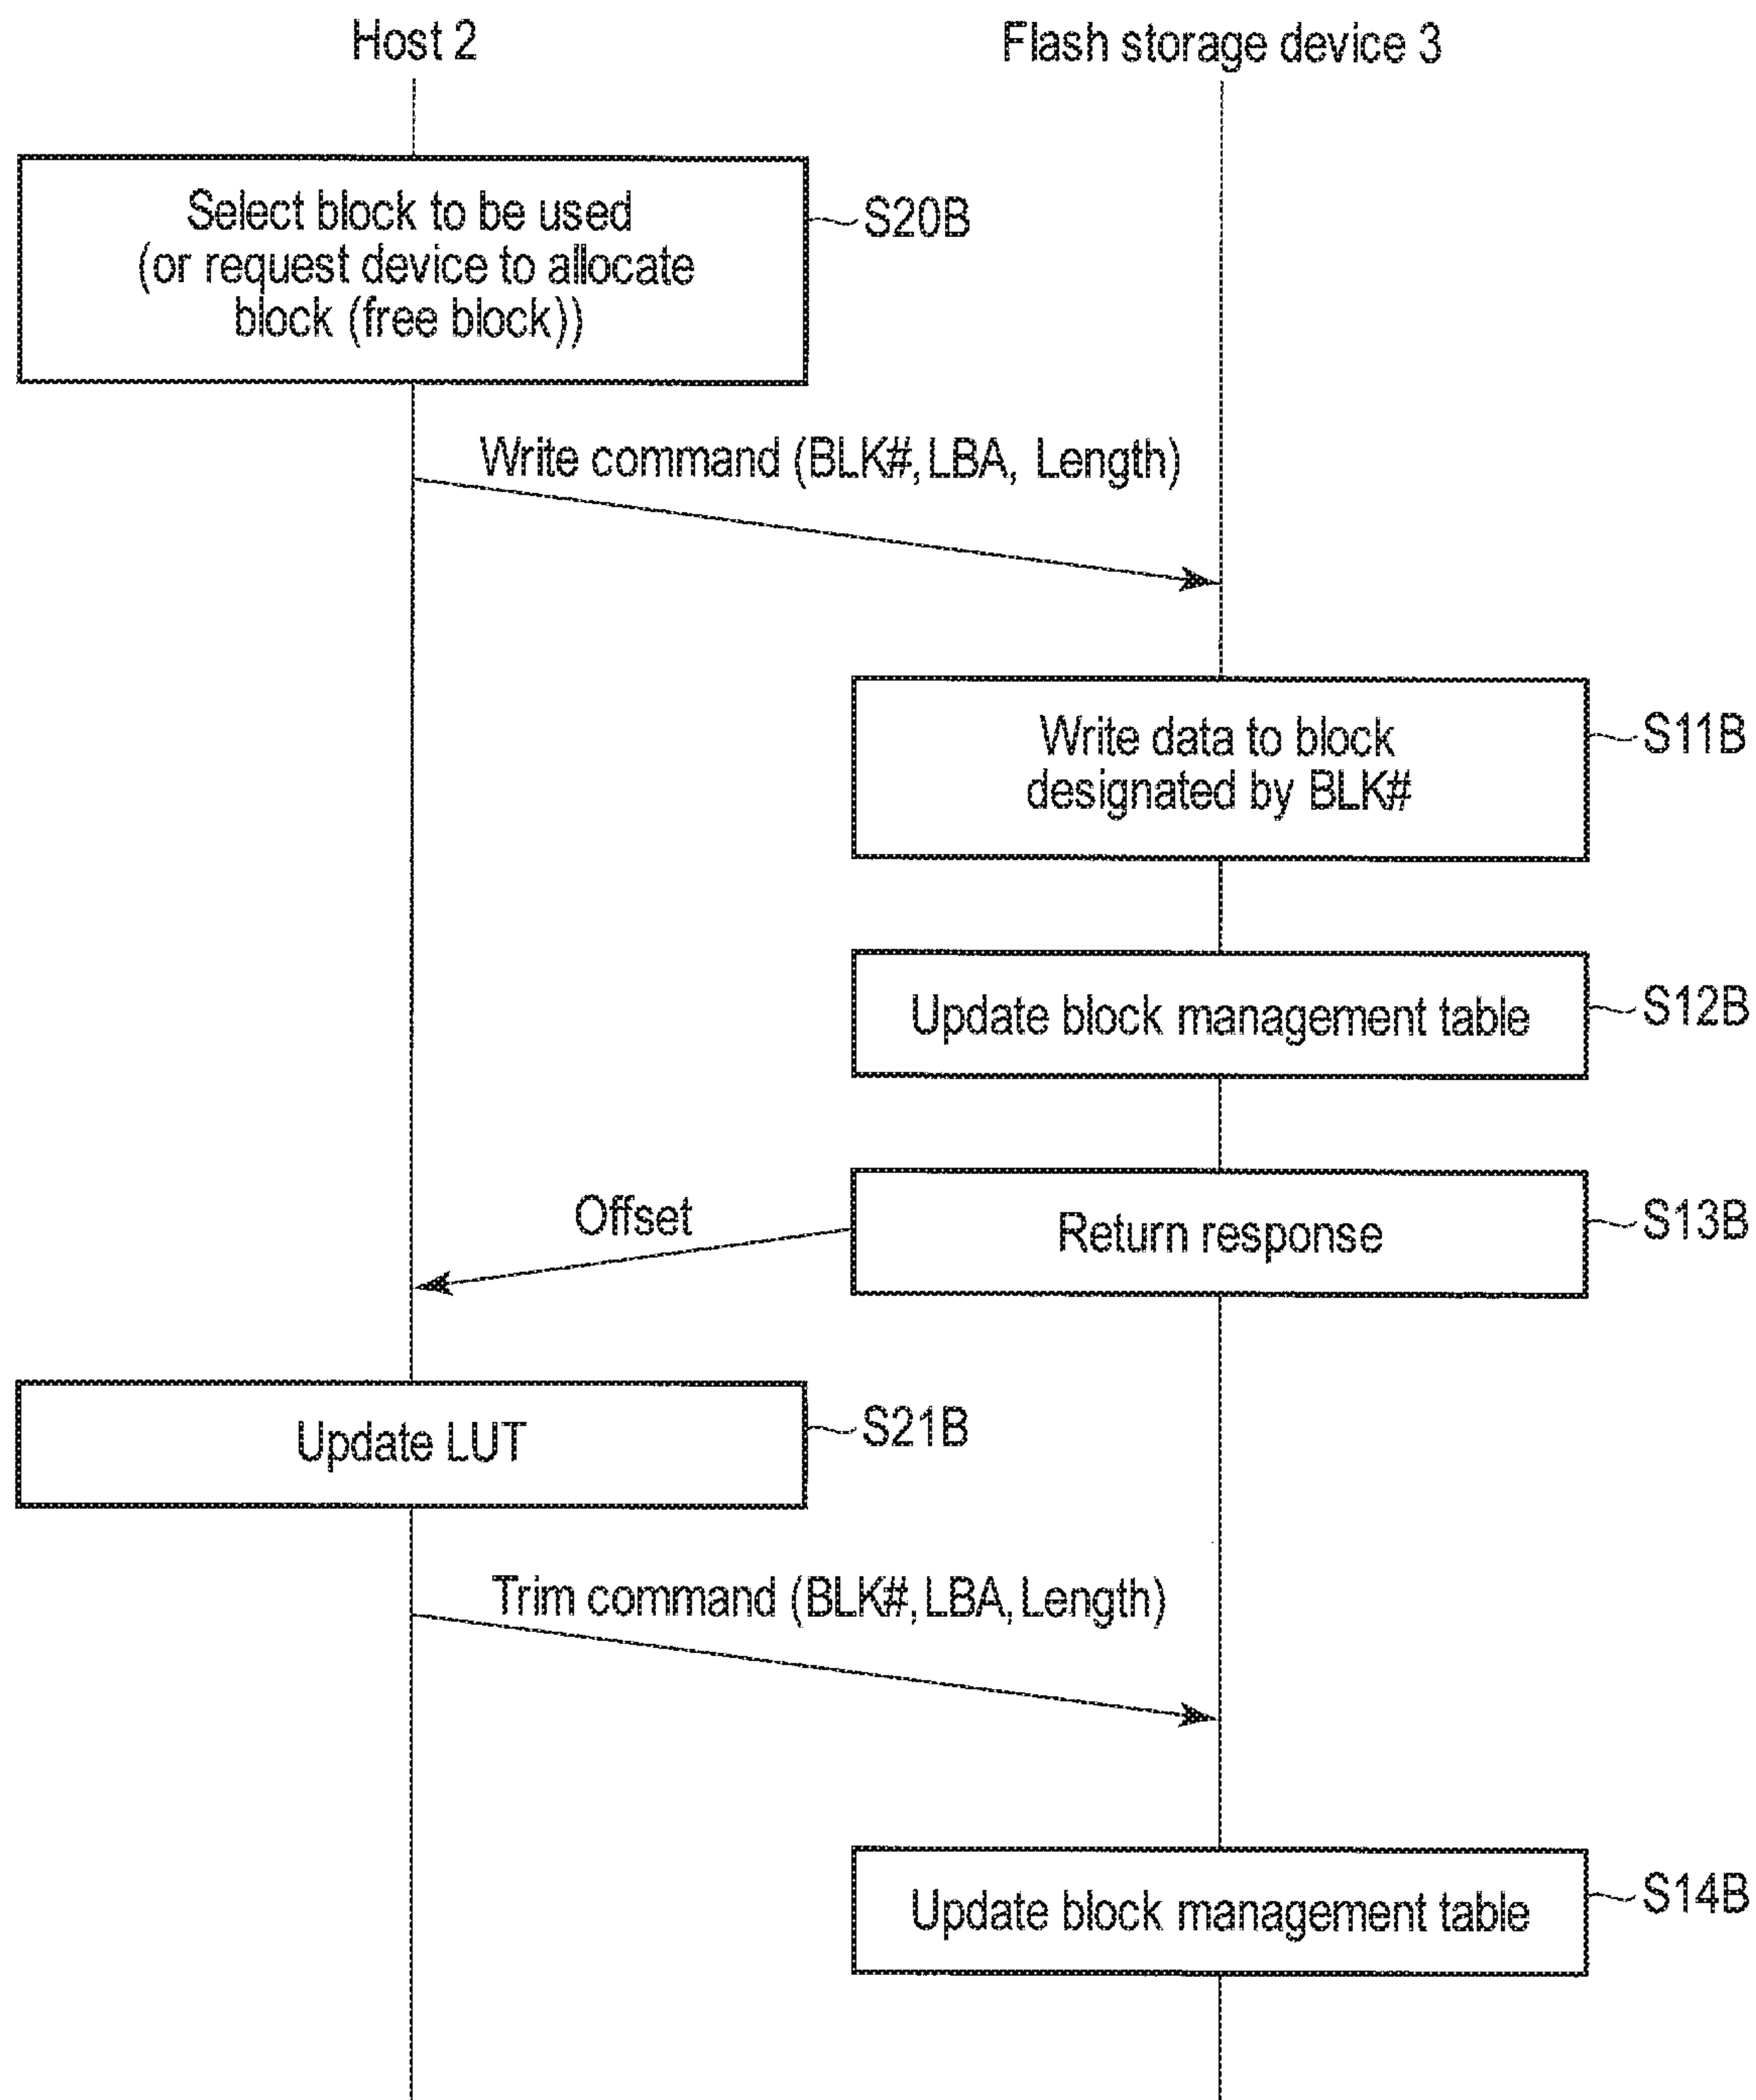 Host 2
Flash storage device 3
Select block to be used
(or request device to allocate
block (free block))
S20B
Write command (BLK#, LBA, Length)
Write data to block
designated by BLK#
S11B
Update block management table
S12B
Offset
Return response
S13B
Update LUT
S21B
Trim command (BLK#, LBA, Length)
Update block management table
S14B